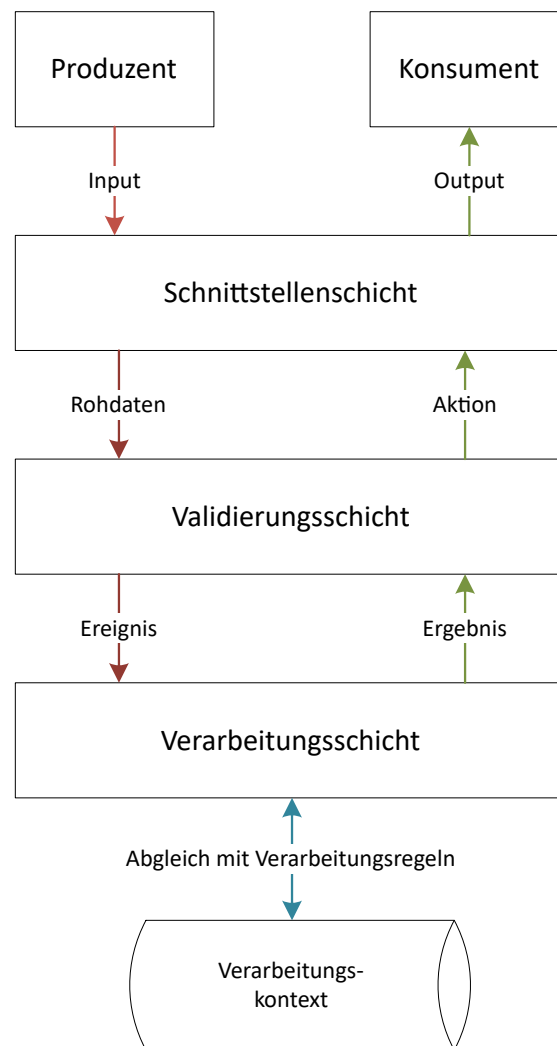 Produzent
Konsument
Input
Output
Schnittstellenschicht
Rohdaten
Aktion
Validierungsschicht
Ereignis
Ergebnis
Verarbeitungsschicht
Abgleich mit Verarbeitungsregeln
Verarbeitungs-
kontext